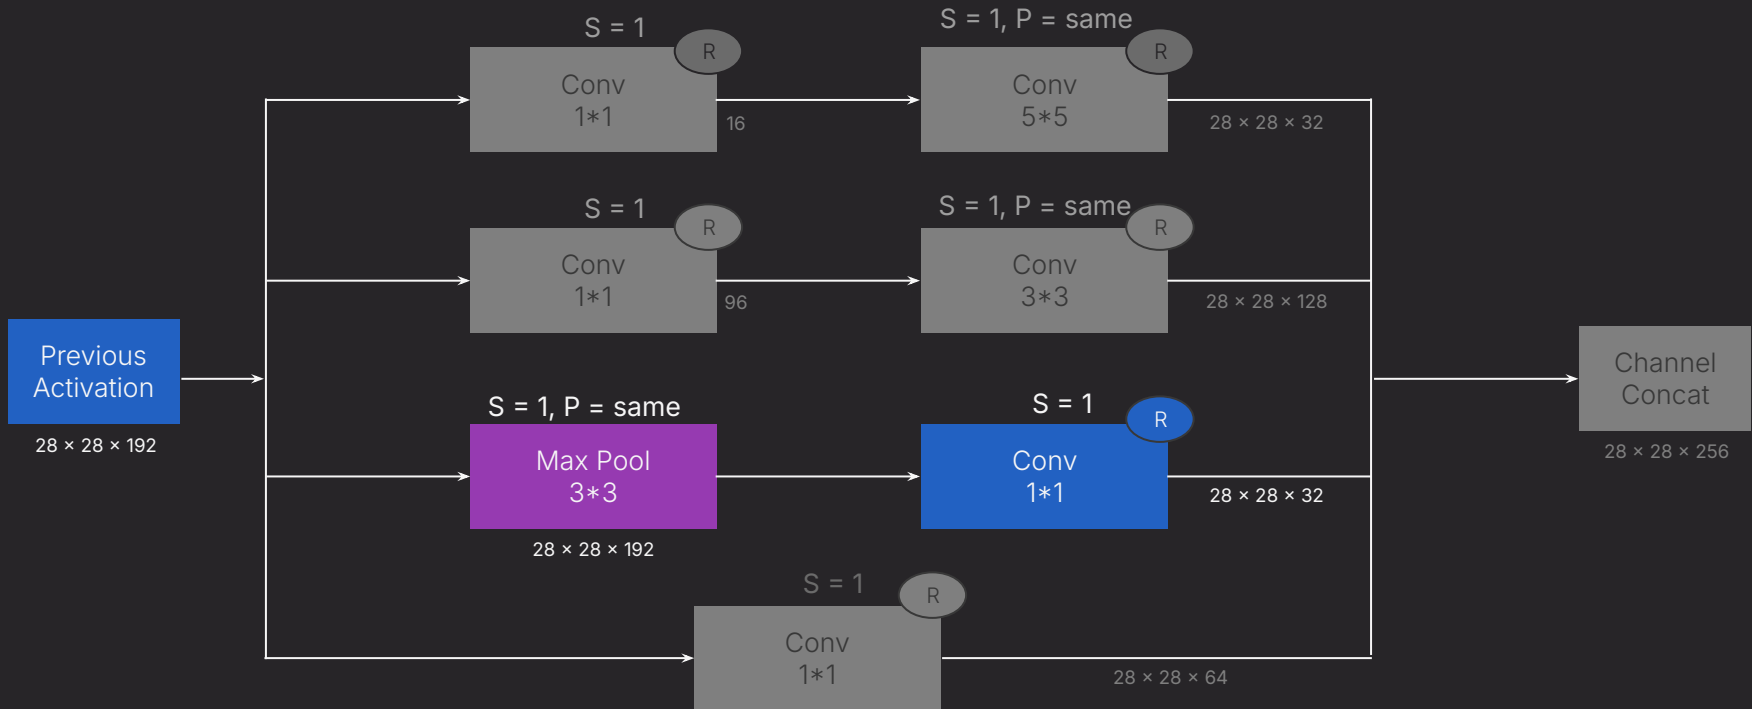 S = 1
R
Conv
1*1
16
S = 1, P = same
R
Conv
5*5
28 × 28 × 32
S = 1
R
Conv
1*1
96
S = 1, P = same
R
Conv
3*3
28 × 28 × 128
Previous
Activation
28 × 28 × 192
S = 1, P = same
Max Pool
3*3
28 × 28 × 192
S = 1
R
Conv
1*1
28 × 28 × 32
S = 1
R
Conv
1*1
28 × 28 × 64
Channel
Concat
28 × 28 × 256